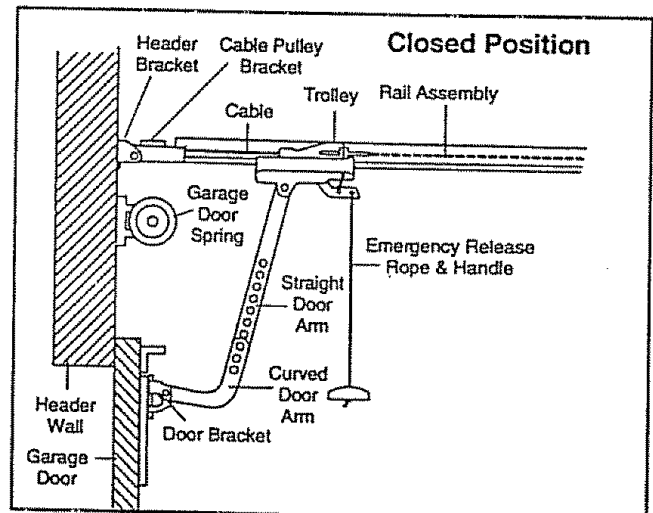 Closed Position
Header
Bracket
Cable Pulley
Bracket
Cable
Trolley
Rail Assembly
Garage
Door
Spring
Emergency Release
Rope & Handle
Straight
Door
Arm
Curved
Door
Arm
Header
Wall
Door Bracket
Garage
Door